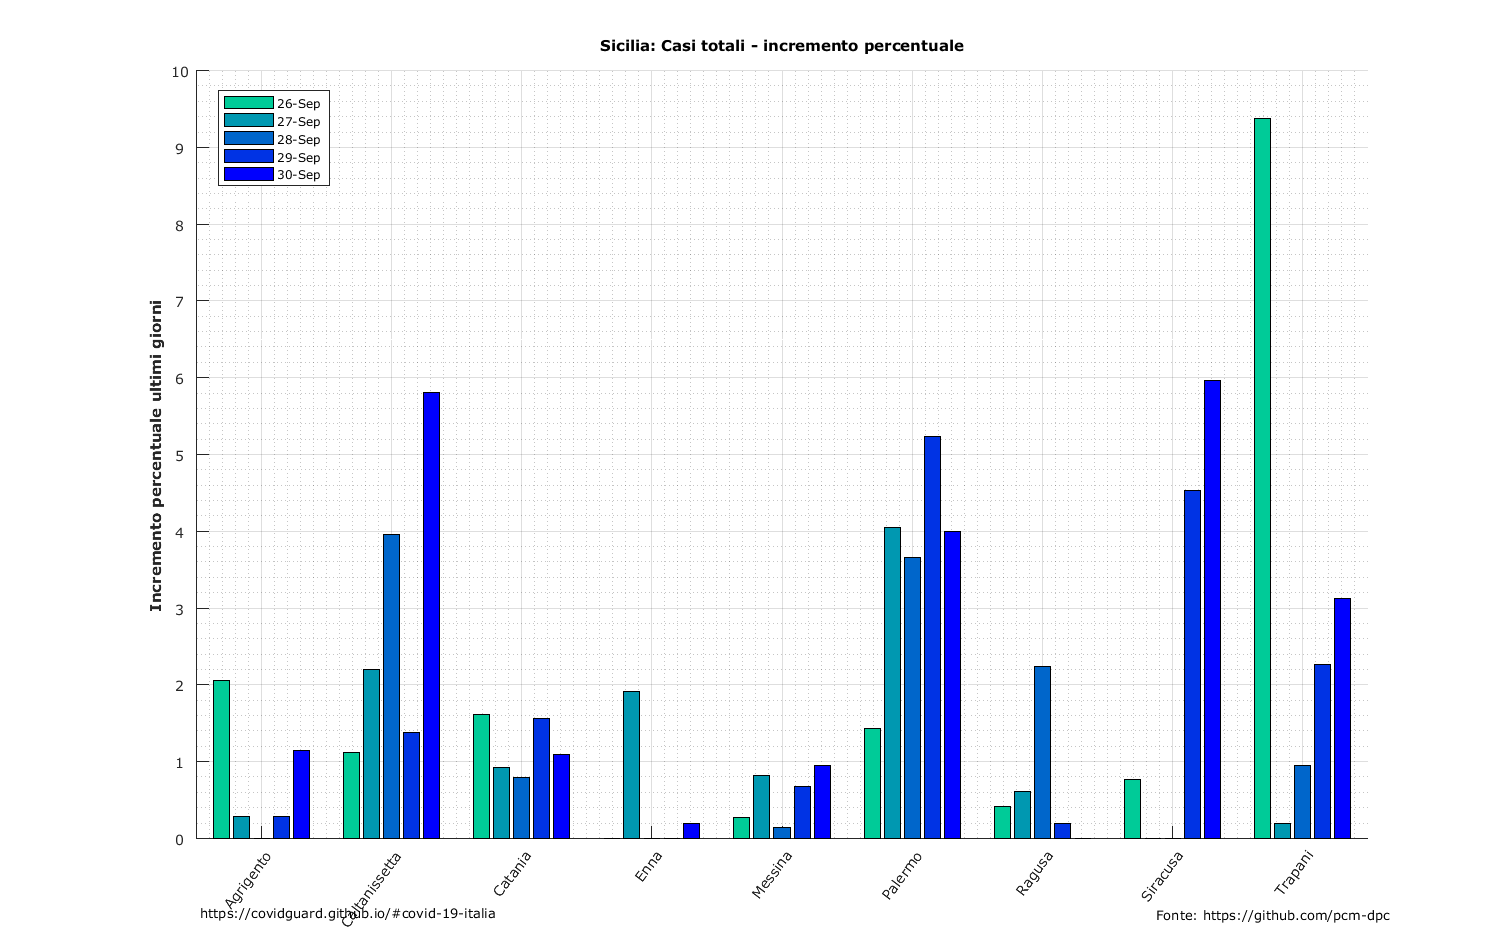 Sicilia: Casi totali - incremento percentuale
10
9
8
7
6
5
4
3
2
1
0
26-Sep
27-Sep
28-Sep
29-Sep
30-Sep
Incremento percentuale ultimi giorni
Agrigento
Caltanissetta
Catania
Enna
Messina
Palermo
Ragusa
Siracusa
Trapani
https://covidguard.github.io/#covid-19-italia
Fonte: https://github.com/pcm-dpc